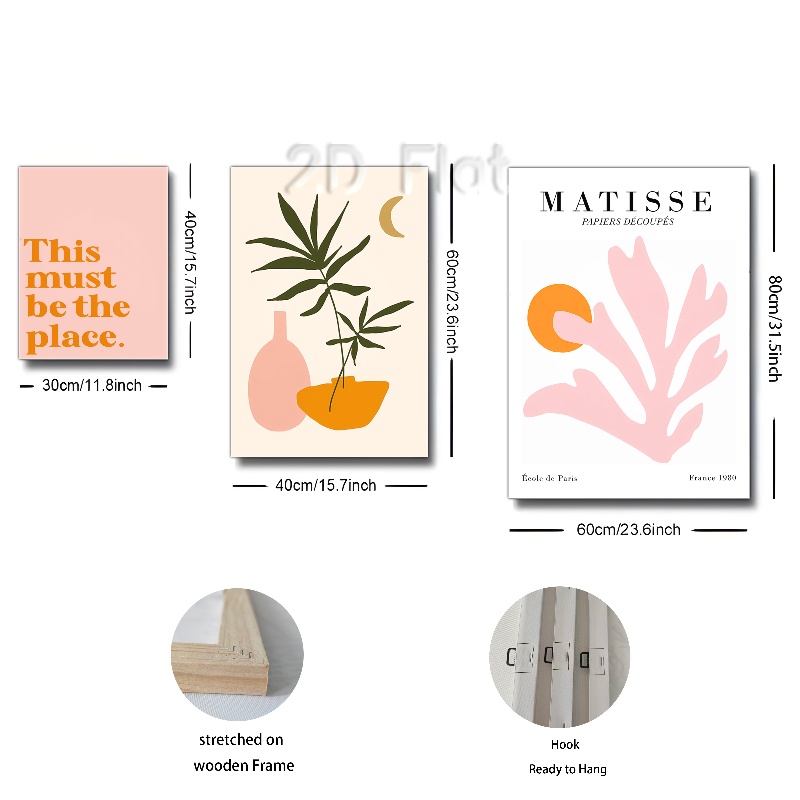 2D Flat
MATISSE
PAPIERS DÉCOUPÉS
This
must
be the
place.
40cm/15.7inch
60cm/23.6inch
80cm/31.5inch
30cm/11.8inch
École de Paris
France 1980
40cm/15.7inch
60cm/23.6inch
stretched on
wooden Frame
Hook
Ready to Hang